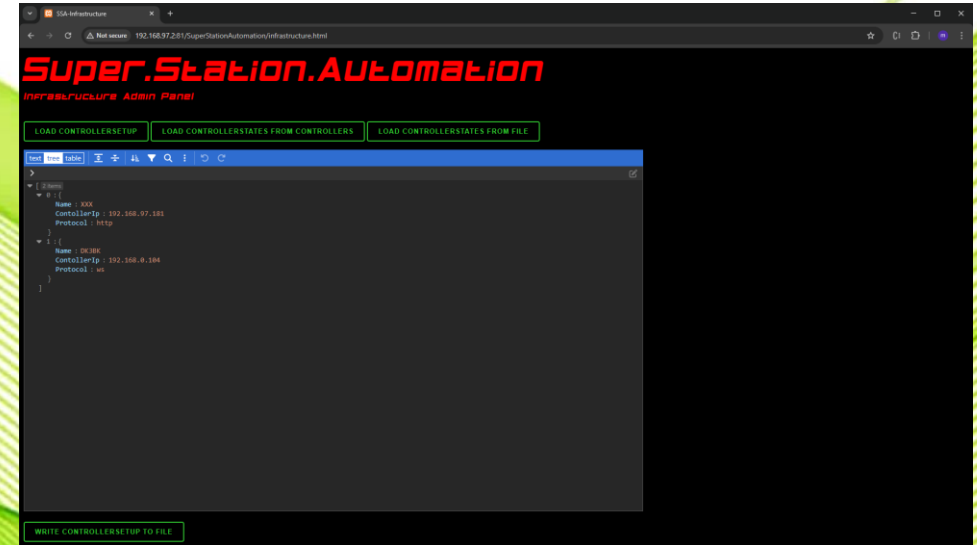 SSA-Infrastructure
Not secure 192.168.97.2:81/SuperStationAutomation/infrastructure.html
Super.Station.Automation
Infrastructure Admin Panel
LOAD CONTROLLERSETUP LOAD CONTROLLERSTATES FROM CONTROLLERS LOAD CONTROLLERSTATES FROM FILE
text tree table
[ 2 items
0 : {
Name : XXX
ContollerIp : 192.168.97.181
Protocol : http
}
1 : {
Name : OK3BK
ContollerIp : 192.168.0.104
Protocol : ws
}
]
WRITE CONTROLLERSETUP TO FILE